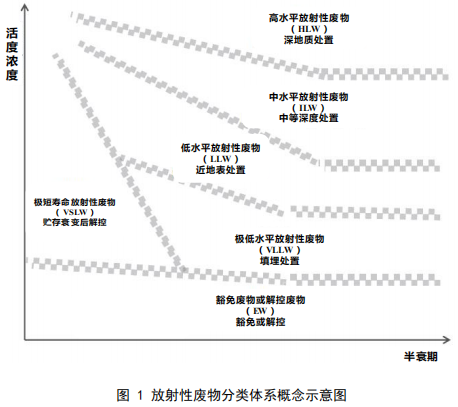 活度浓度
高水平放射性废物
（HLW）
深地质处置
中水平放射性废物
（ILW）
中等深度处置
低水平放射性废物
（LLW）
近地表处置
极短寿命放射性废物
（VSLW）
贮存衰变后解控
极低水平放射性废物
（VLLW）
填埋处置
豁免废物或解控废物
（EW）
豁免或解控
半衰期
图 1 放射性废物分类体系概念示意图